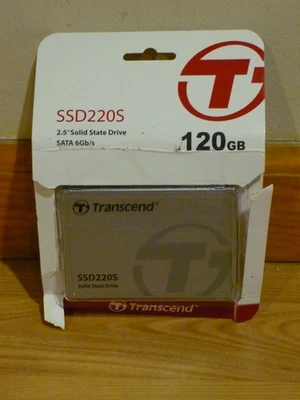 SSD220S
2.5" Solid State Drive
SATA 6Gb/s
120GB
Transcend
SSD220S
Solid State Drive
Transcend